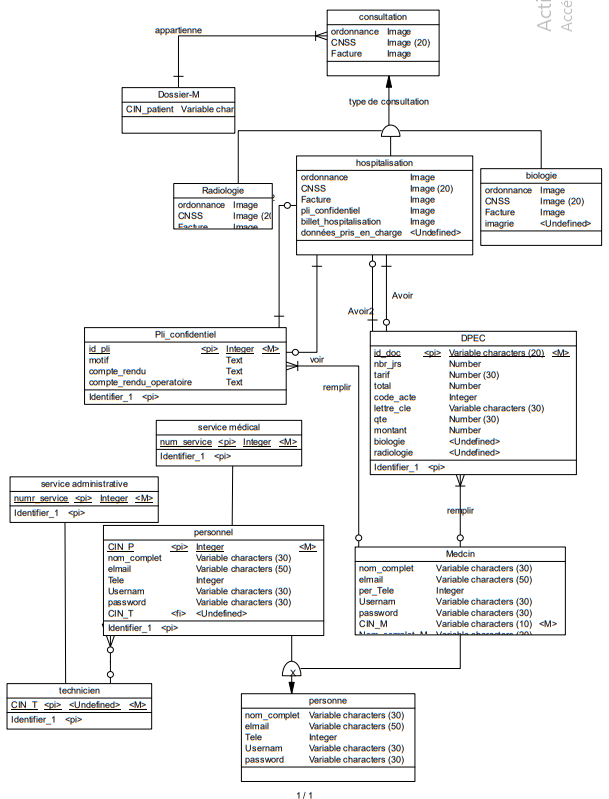 Acti
Accé
consultation
ordonnance Image
CNSS Image (20)
Facture Image
appartienne
Dossier-M
CIN_patient Variable char
type de consultation
Radiologie
ordonnance Image
CNSS Image (20
Facture Image
hospitalisation
ordonnance Image
CNSS Image (20)
Facture Image
pli_confidentiel Image
billet_hospitalisation Image
données_pris_en_charge <Undefined>
biologie
ordonnance Image
CNSS Image (20)
Facture Image
imagrie <Undefined>
Avoir
Avoir2
Pli_confidentiel
id_pli <pi> Integer <M>
motif Text
compte_rendu Text
compte_rendu_operatoire Text
Identifier_1 <pi>
voir
remplir
DPEC
id_doc <pi> Variable characters (20) <M>
nbr_jrs Number
tarif Number (30)
total Number
code_acte Integer
lettre_cle Variable characters (30)
qte Number (30)
montant Number
biologie <Undefined>
radiologie <Undefined>
Identifier_1 <pi>
service médical
num_service <pi> Integer <M>
Identifier_1 <pi>
service administrative
numr_service <pi> Integer <M>
Identifier_1 <pi>
remplir
personnel
CIN_P <pi> Integer <M>
nom_complet Variable characters (30)
elmail Variable characters (50)
Tele Integer
Usernam Variable characters (30)
password Variable characters (30)
CIN_T <fi> <Undefined>
Identifier_1 <pi>
Medcin
nom_complet Variable characters (30)
elmail Variable characters (50)
per_Tele Integer
Usernam Variable characters (30)
password Variable characters (30)
CIN_M Variable characters (10) <M>
Nom_complet_M Variable characters (30)
technicien
CIN_T <pi> <Undefined> <M>
Identifier_1 <pi>
x
personne
nom_complet Variable characters (30)
elmail Variable characters (50)
Tele Integer
Usernam Variable characters (30)
password Variable characters (30)
1 / 1